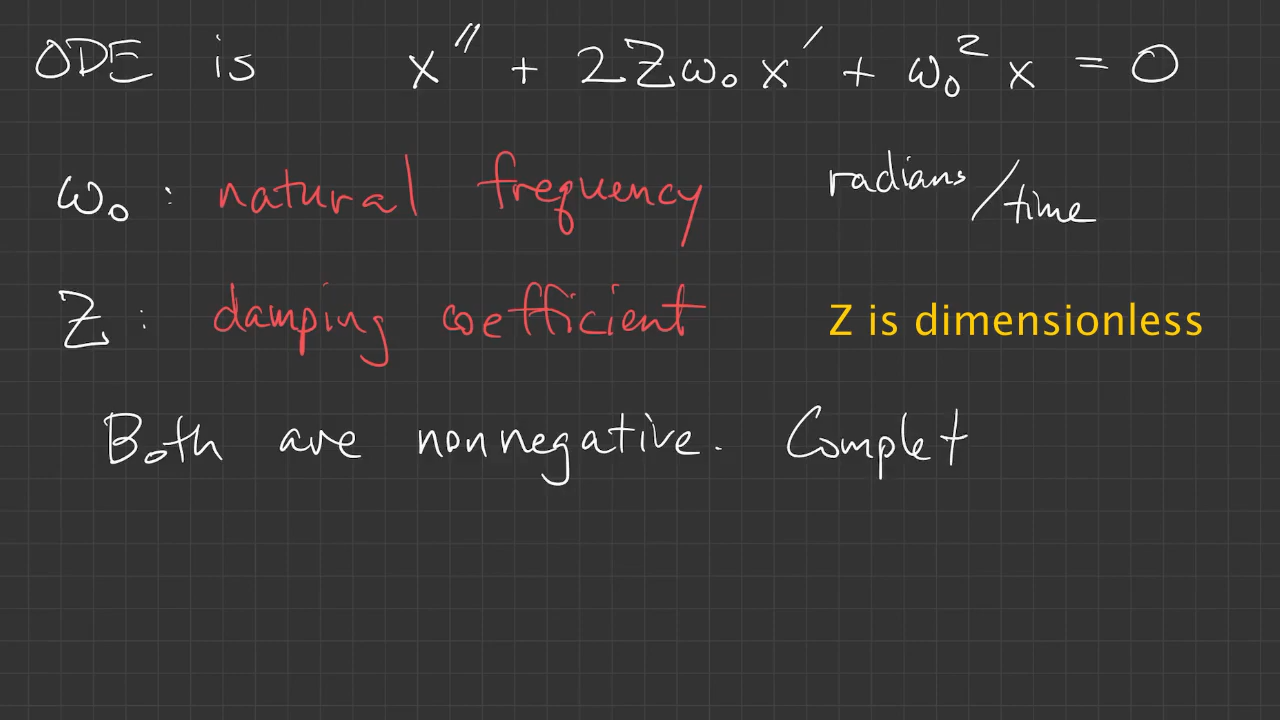 ODE is x'' + 2Zω₀x' + ω₀²x = 0
ω₀: natural frequency radians/time
Z: damping coefficient Z is dimensionless
Both are nonnegative. Complet